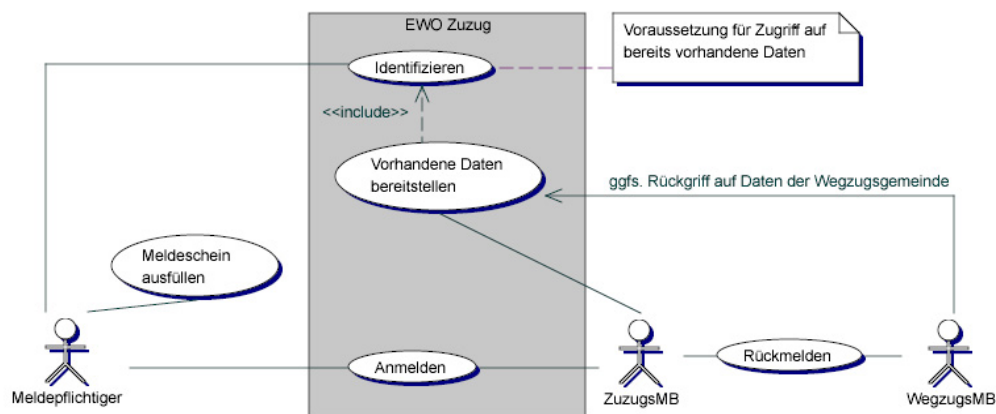 EWO Zuzug
Voraussetzung für Zugriff auf
bereits vorhandene Daten
Identifizieren
<<include>>
Vorhandene Daten
bereitstellen
ggfs. Rückgriff auf Daten der Wegzugsgemeinde
Meldeschein
ausfüllen
Anmelden
Rückmelden
Meldepflichtiger
ZuzugsMB
WegzugsMB